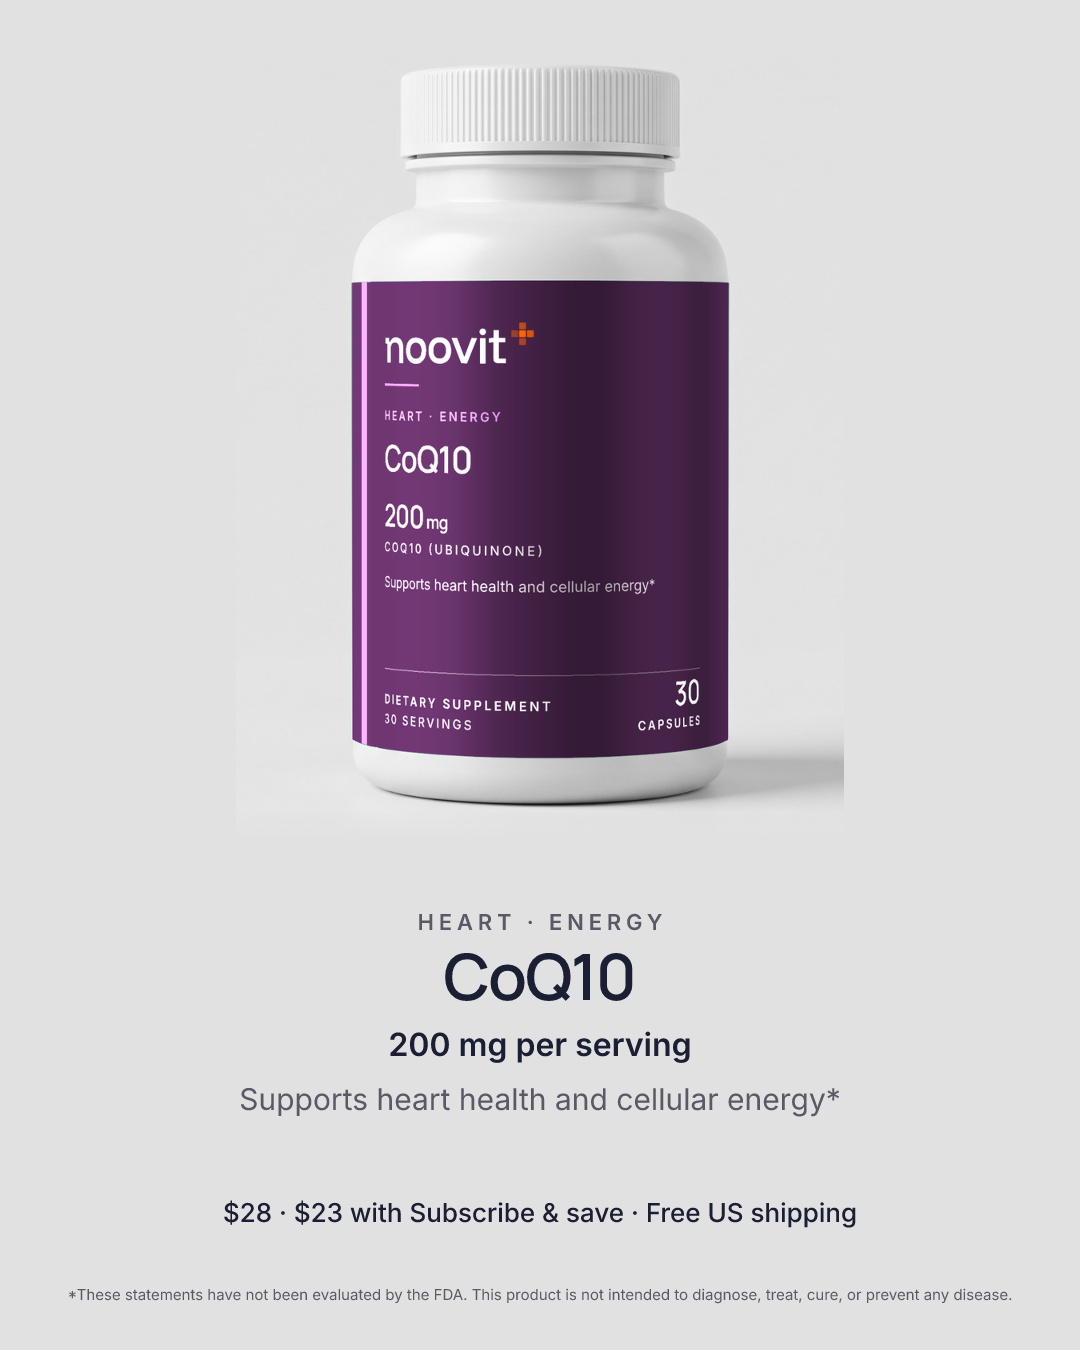 noovit
HEART · ENERGY
CoQ10
200 mg
COQ10 (UBIQUINONE)
Supports heart health and cellular energy*
DIETARY SUPPLEMENT
30 SERVINGS
30
CAPSULES
HEART · ENERGY
CoQ10
200 mg per serving
Supports heart health and cellular energy*
$28 · $23 with Subscribe & save · Free US shipping
*These statements have not been evaluated by the FDA. This product is not intended to diagnose, treat, cure, or prevent any disease.